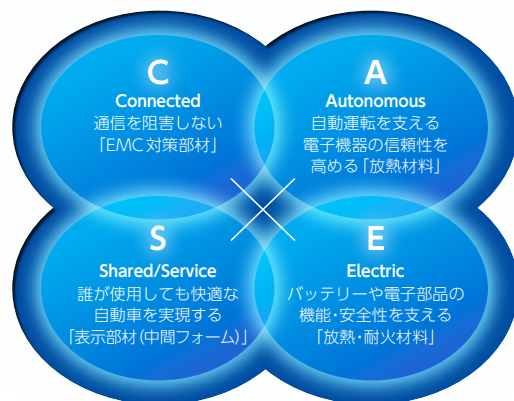 C
Connected
通信を阻害しない
「EMC対策部材」
A
Autonomous
自動運転を支える
電子機器の信頼性を
高める「放熱材料」
S
Shared/Service
誰が使用しても快適な
自動車を実現する
「表示部材(中間フォーム)」
E
Electric
バッテリーや電子部品の
機能・安全性を支える
「放熱・耐火材料」